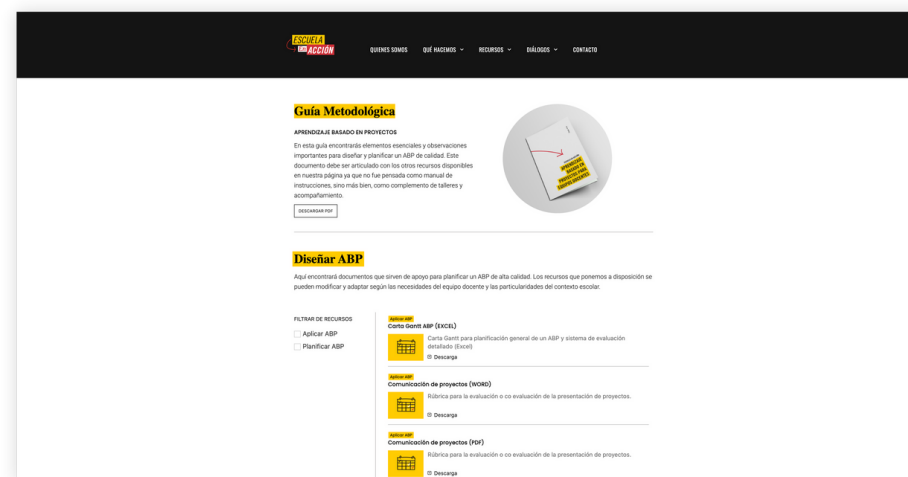 ESCUELA
EN ACCIÓN
QUIENES SOMOS QUÉ HACEMOS RECURSOS DIÁLOGOS CONTACTO
Guía Metodológica
APRENDIZAJE BASADO EN PROYECTOS
En esta guía encontrarás elementos esenciales y observaciones
importantes para diseñar y planificar un ABP de calidad. Este
documento debe ser articulado con los otros recursos disponibles
en nuestra página ya que no fue pensada como manual de
instrucciones, sino más bien, como complemento de talleres y
acompañamiento.
DESCARGAR PDF
APRENDIZAJE
BASADO EN
PROYECTOS PARA
EQUIPOS DOCENTES
Diseñar ABP
Aquí encontrará documentos que sirven de apoyo para planificar un ABP de alta calidad. Los recursos que ponemos a disposición se
pueden modificar y adaptar según las necesidades del equipo docente y las particularidades del contexto escolar.
FILTRAR DE RECURSOS
Aplicar ABP
Planificar ABP
Aplicar ABP
Carta Gantt ABP (EXCEL)
Carta Gantt para planificación general de un ABP y sistema de evaluación
detallado (Excel)
Descarga
Aplicar ABP
Comunicación de proyectos (WORD)
Rúbrica para la evaluación o co evaluación de la presentación de proyectos.
Descarga
Aplicar ABP
Comunicación de proyectos (PDF)
Rúbrica para la evaluación o co evaluación de la presentación de proyectos.
Descarga